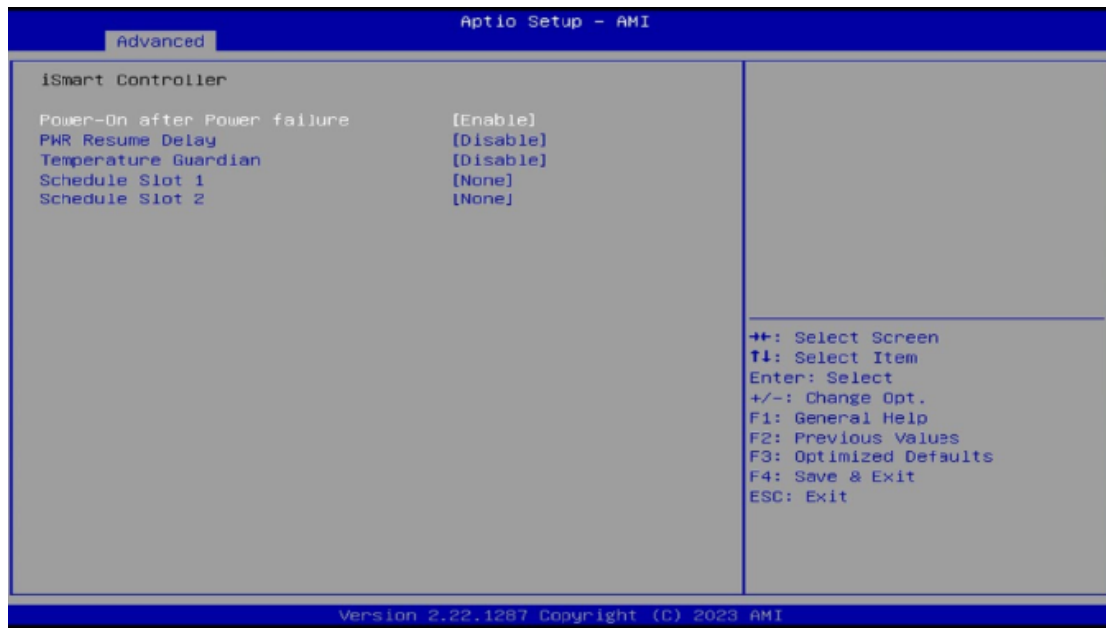 Aptio Setup - AMI
Advanced
iSmart Controller
Power-On after Power failure [Enable]
PWR Resume Delay [Disable]
Temperature Guardian [Disable]
Schedule Slot 1 [None]
Schedule Slot 2 [None]
→←: Select Screen
↑↓: Select Item
Enter: Select
+/-: Change Opt.
F1: General Help
F2: Previous Values
F3: Optimized Defaults
F4: Save & Exit
ESC: Exit
Version 2.22.1287 Copyright (C) 2023 AMI